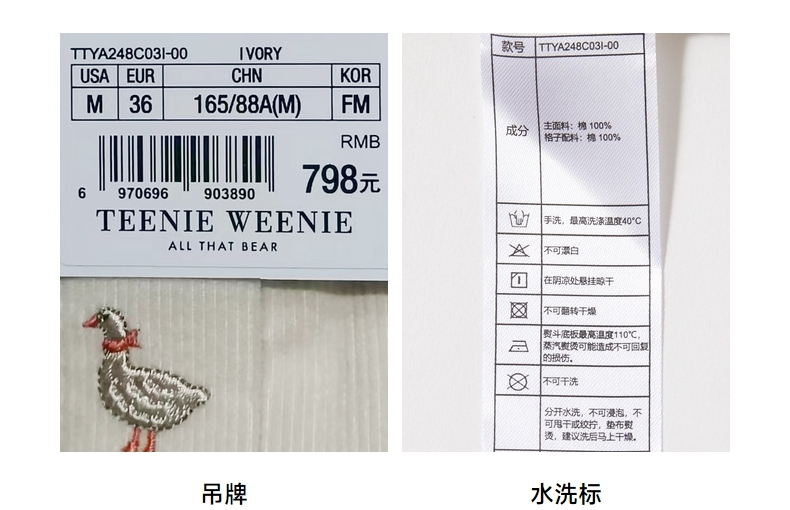 TTYA248C03I-00 IVORY
USA EUR CHN KOR
M 36 165/88A(M) FM
RMB
6 970696 903890 798元
TEENIE WEENIE
ALL THAT BEAR
款号 TTYA248C03I-00
成分
主面料：棉 100%
格子配料：棉 100%
手洗，最高洗涤温度40°C
不可漂白
在阴凉处悬挂晾干
不可翻转干燥
熨斗底板最高温度110℃，
蒸汽熨烫可能造成不可回复
的损伤。
不可干洗
分开水洗，不可浸泡，不
可甩干或绞拧，垫布熨
烫，建议洗后马上干燥。
吊牌
水洗标